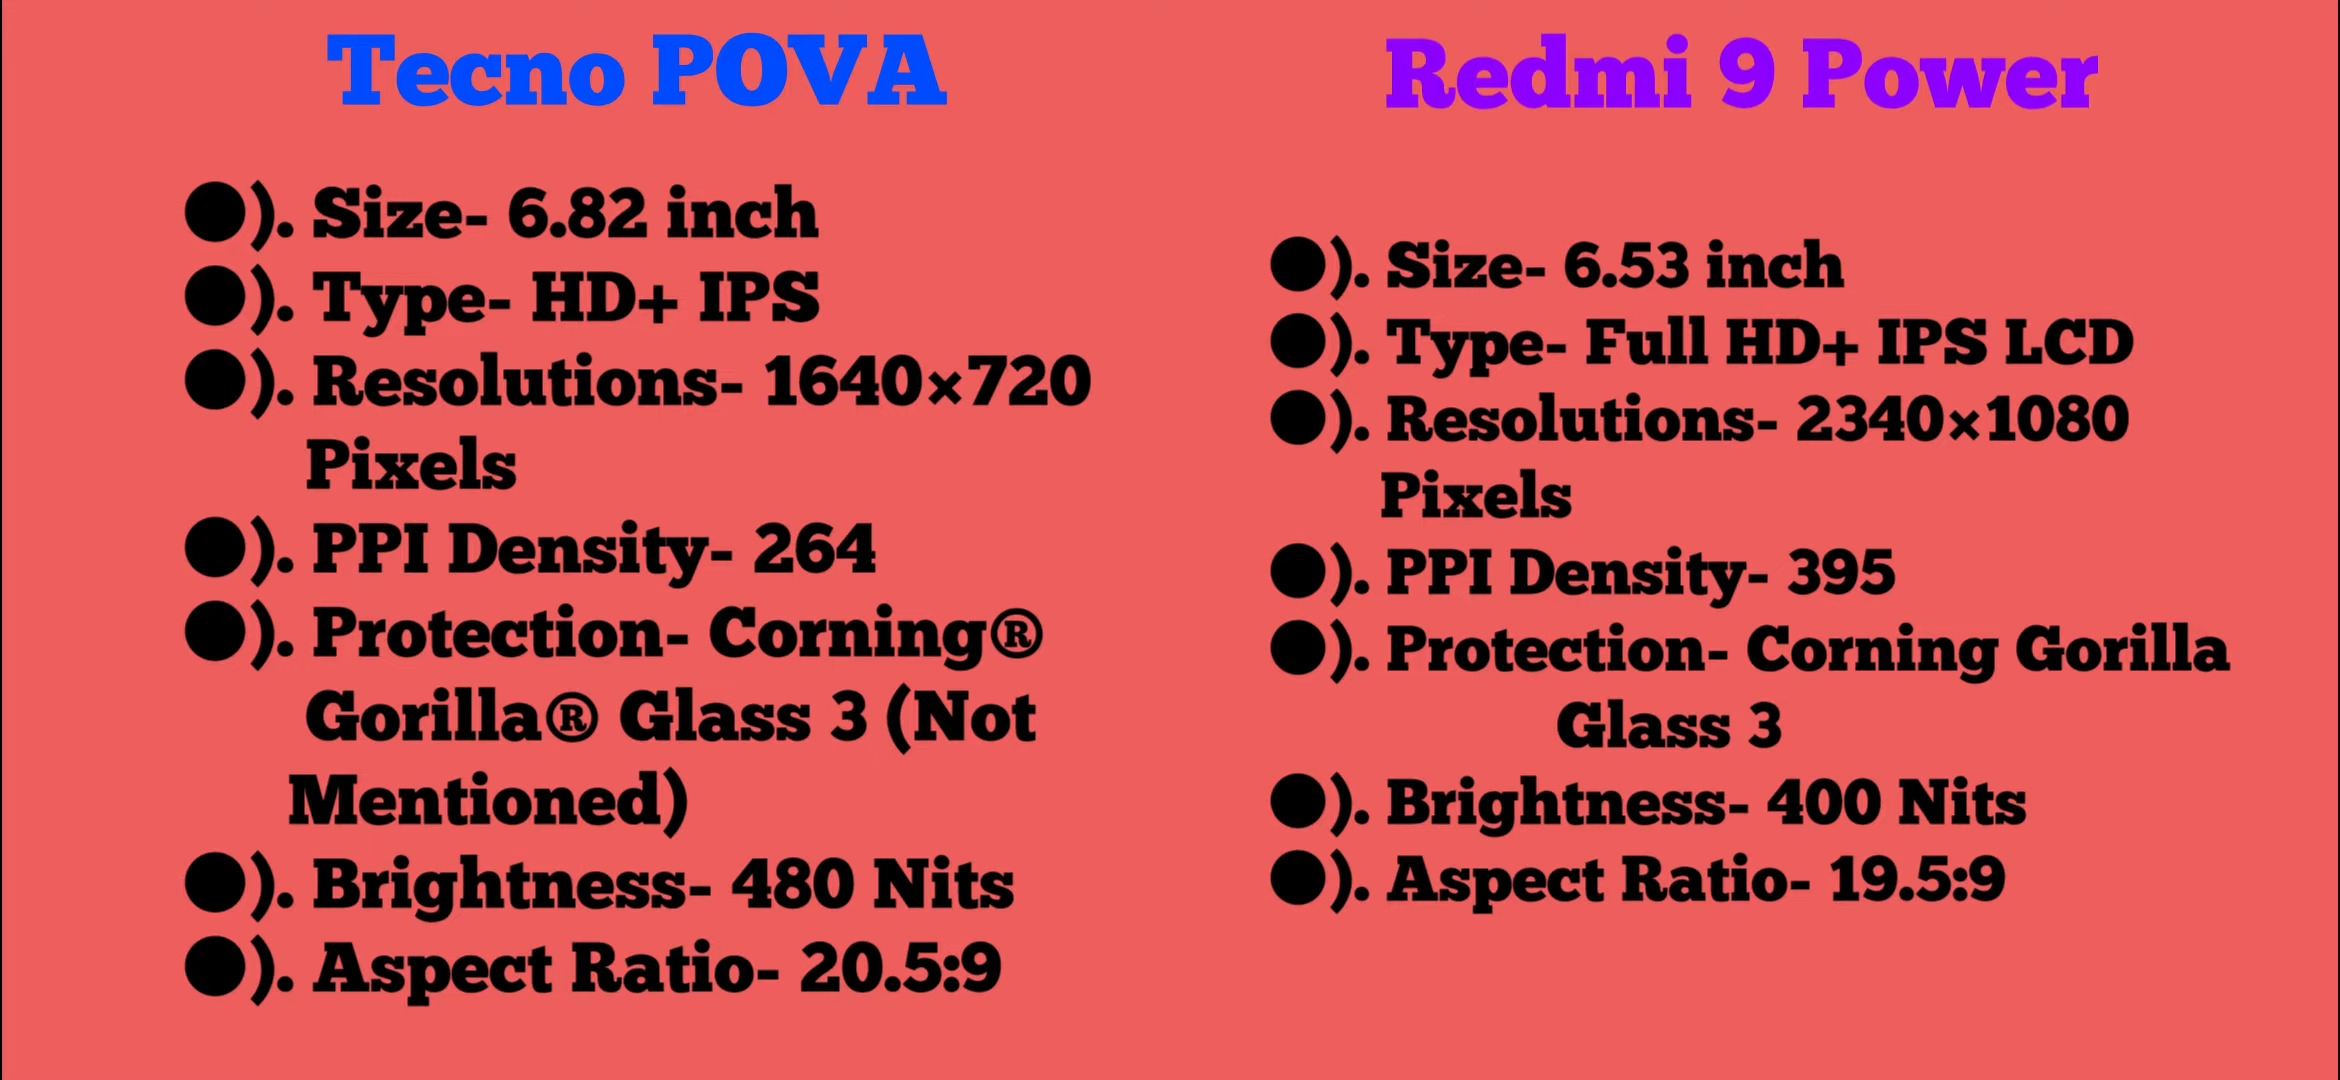 Tecno POVA
●). Size- 6.82 inch
●). Type- HD+ IPS
●). Resolutions- 1640×720
Pixels
●). PPI Density- 264
●). Protection- Corning®
Gorilla® Glass 3 (Not
Mentioned)
●). Brightness- 480 Nits
●). Aspect Ratio- 20.5:9
Redmi 9 Power
●). Size- 6.53 inch
●). Type- Full HD+ IPS LCD
●). Resolutions- 2340×1080
Pixels
●). PPI Density- 395
●). Protection- Corning Gorilla
Glass 3
●). Brightness- 400 Nits
●). Aspect Ratio- 19.5:9